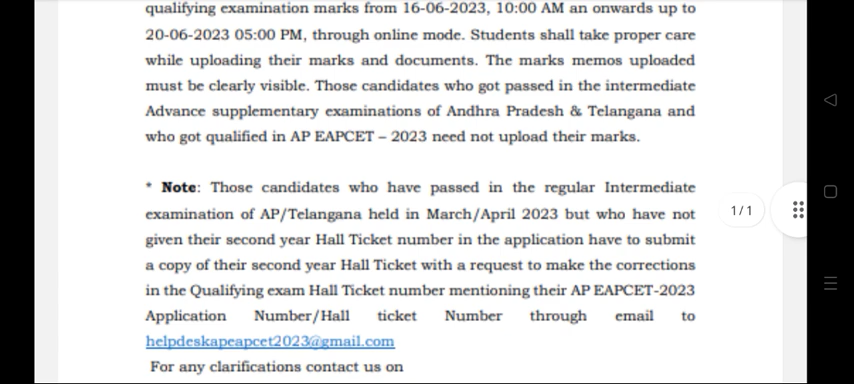 qualifying examination marks from 16-06-2023, 10:00 AM an onwards up to
20-06-2023 05:00 PM, through online mode. Students shall take proper care
while uploading their marks and documents. The marks memos uploaded
must be clearly visible. Those candidates who got passed in the intermediate
Advance supplementary examinations of Andhra Pradesh & Telangana and
who got qualified in AP EAPCET – 2023 need not upload their marks.
* Note: Those candidates who have passed in the regular Intermediate
examination of AP/Telangana held in March/April 2023 but who have not
1/1
given their second year Hall Ticket number in the application have to submit
a copy of their second year Hall Ticket with a request to make the corrections
in the Qualifying exam Hall Ticket number mentioning their AP EAPCET-2023
Application Number/Hall ticket Number through email to
helpdeskapeapcet2023@gmail.com
For any clarifications contact us on